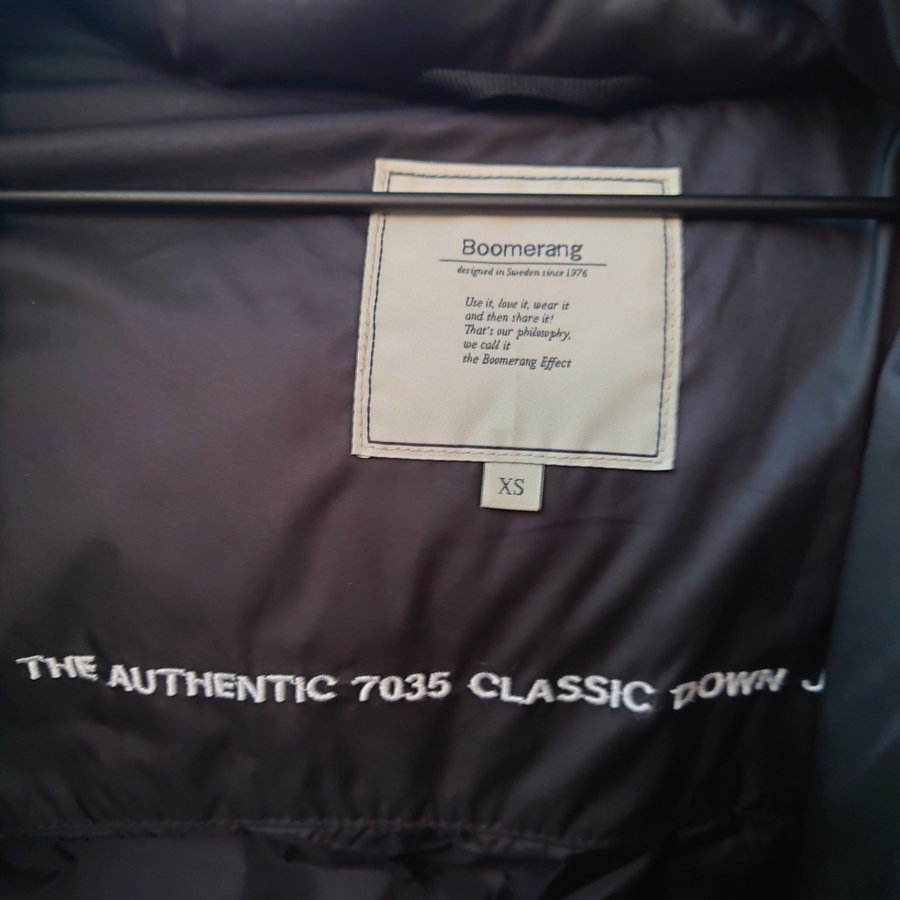 Boomerang
designed in Sweden since 1976
Use it, love it, wear it
and then share it!
That's our philosophy,
we call it
the Boomerang Effect
XS
THE AUTHENTIC 7035 CLASSIC DOWN J